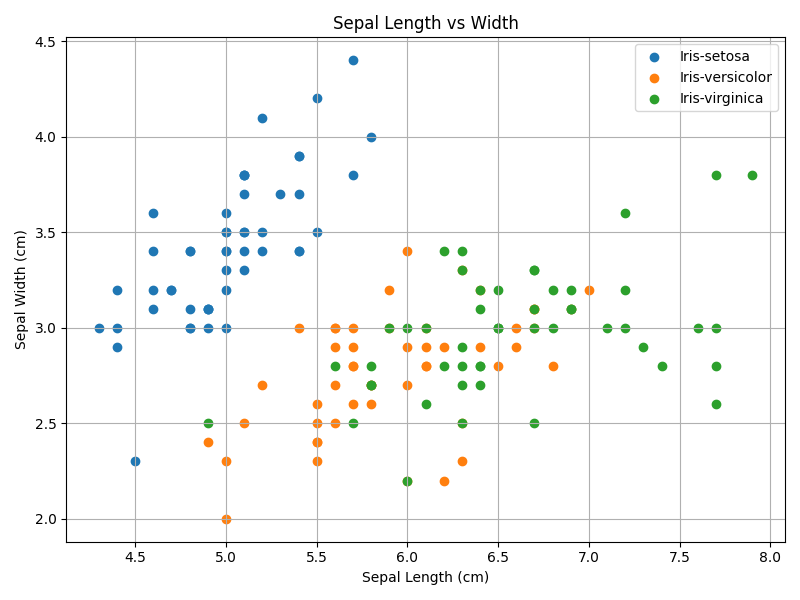 Sepal Length vs Width
Iris-setosa
Iris-versicolor
Iris-virginica
Sepal Width (cm)
4.5
4.0
3.5
3.0
2.5
2.0
4.5 5.0 5.5 6.0 6.5 7.0 7.5 8.0
Sepal Length (cm)